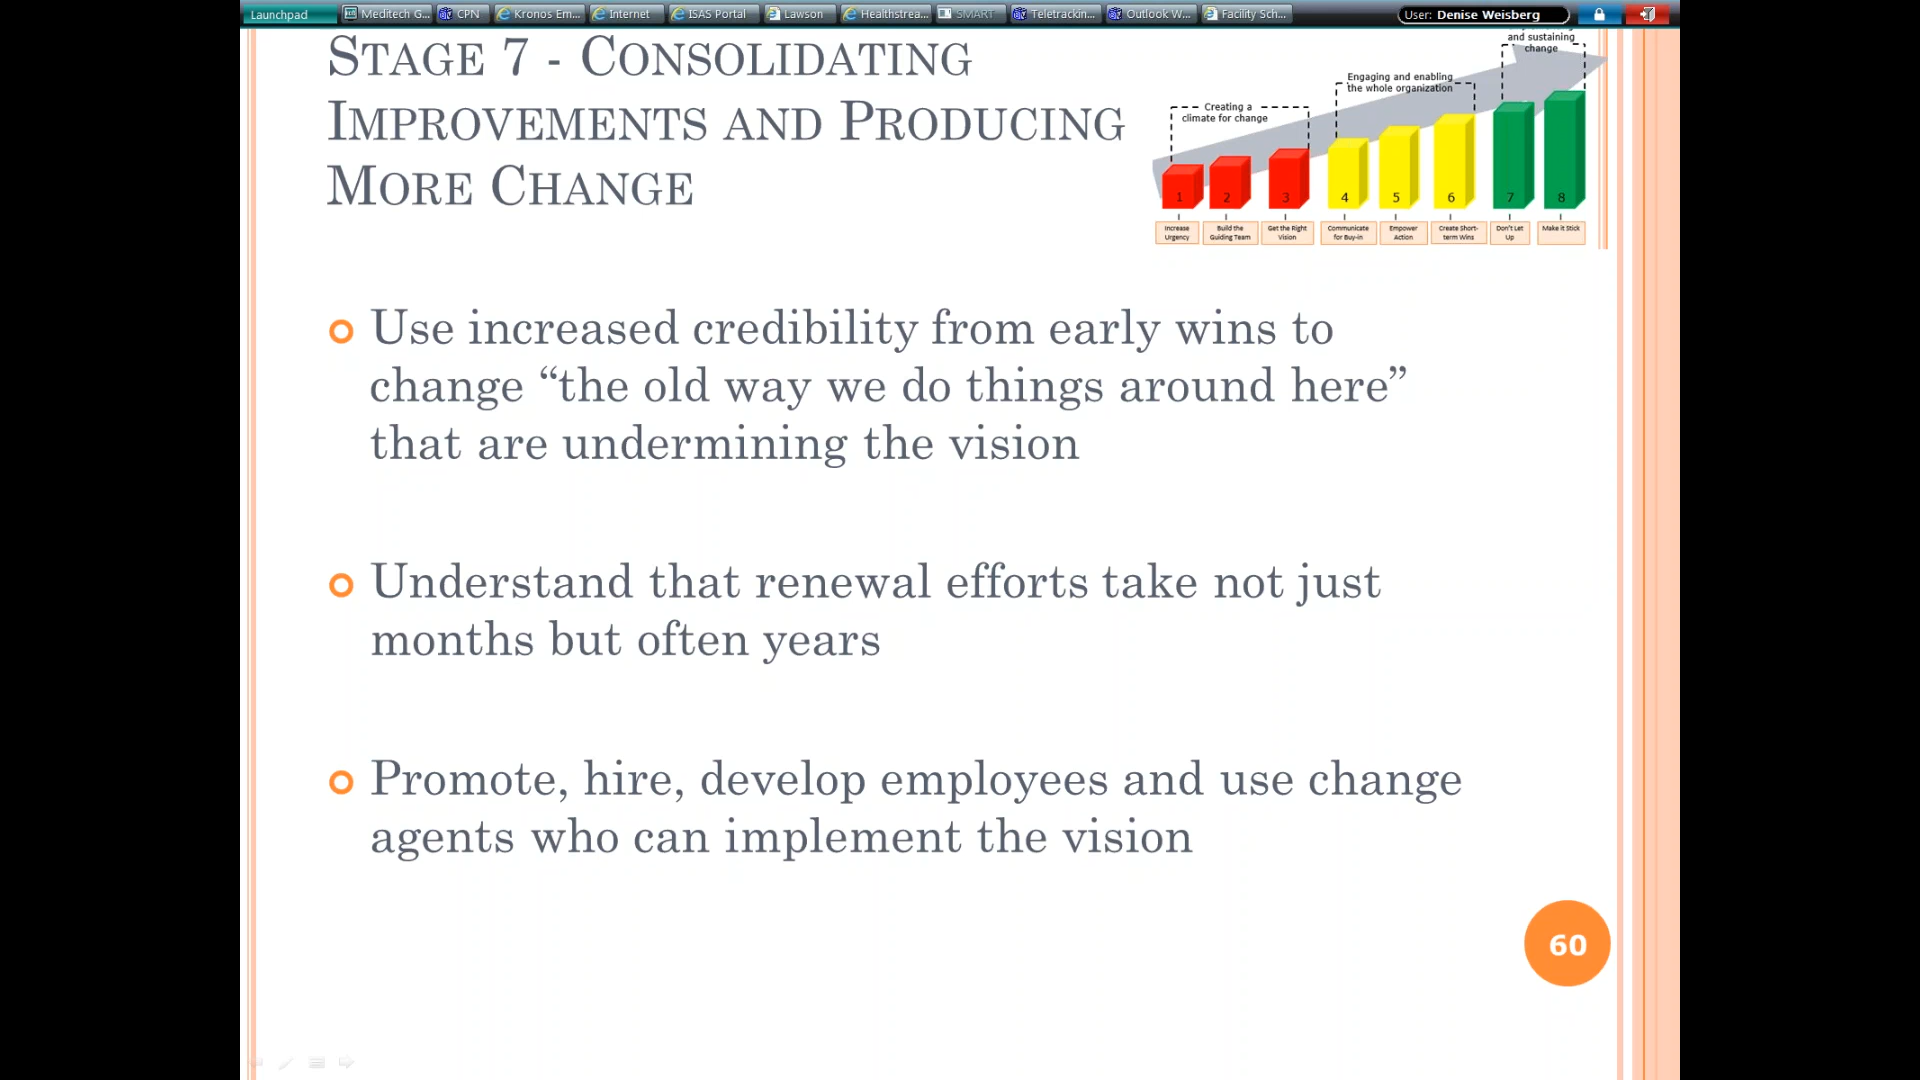 Launchpad
Meditech G...
CPN
Kronos Em...
Internet
ISAS Portal
Lawson
Healthstrea...
SMART
Teletrackin...
Outlook W...
Facility Sch...
User: Denise Weisberg
STAGE 7 - CONSOLIDATING
IMPROVEMENTS AND PRODUCING
MORE CHANGE
and sustaining
change
Engaging and enabling
the whole organization
Creating a
climate for change
1
2
3
4
5
6
7
8
Increase
Urgency
Build the
Guiding Team
Get the Right
Vision
Communicate
for Buy-in
Empower
Action
Create Short-
term Wins
Don't Let
Up
Make it Stick
Use increased credibility from early wins to
change “the old way we do things around here”
that are undermining the vision
Understand that renewal efforts take not just
months but often years
Promote, hire, develop employees and use change
agents who can implement the vision
60